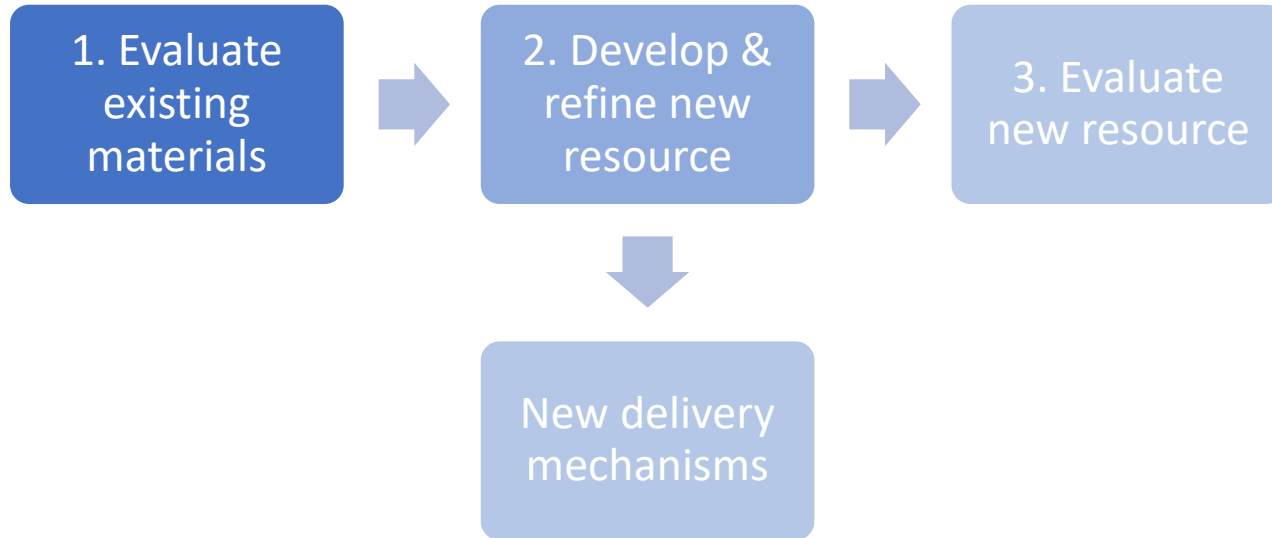 1. Evaluate
existing
materials
2. Develop &
refine new
resource
3. Evaluate
new resource
New delivery
mechanisms